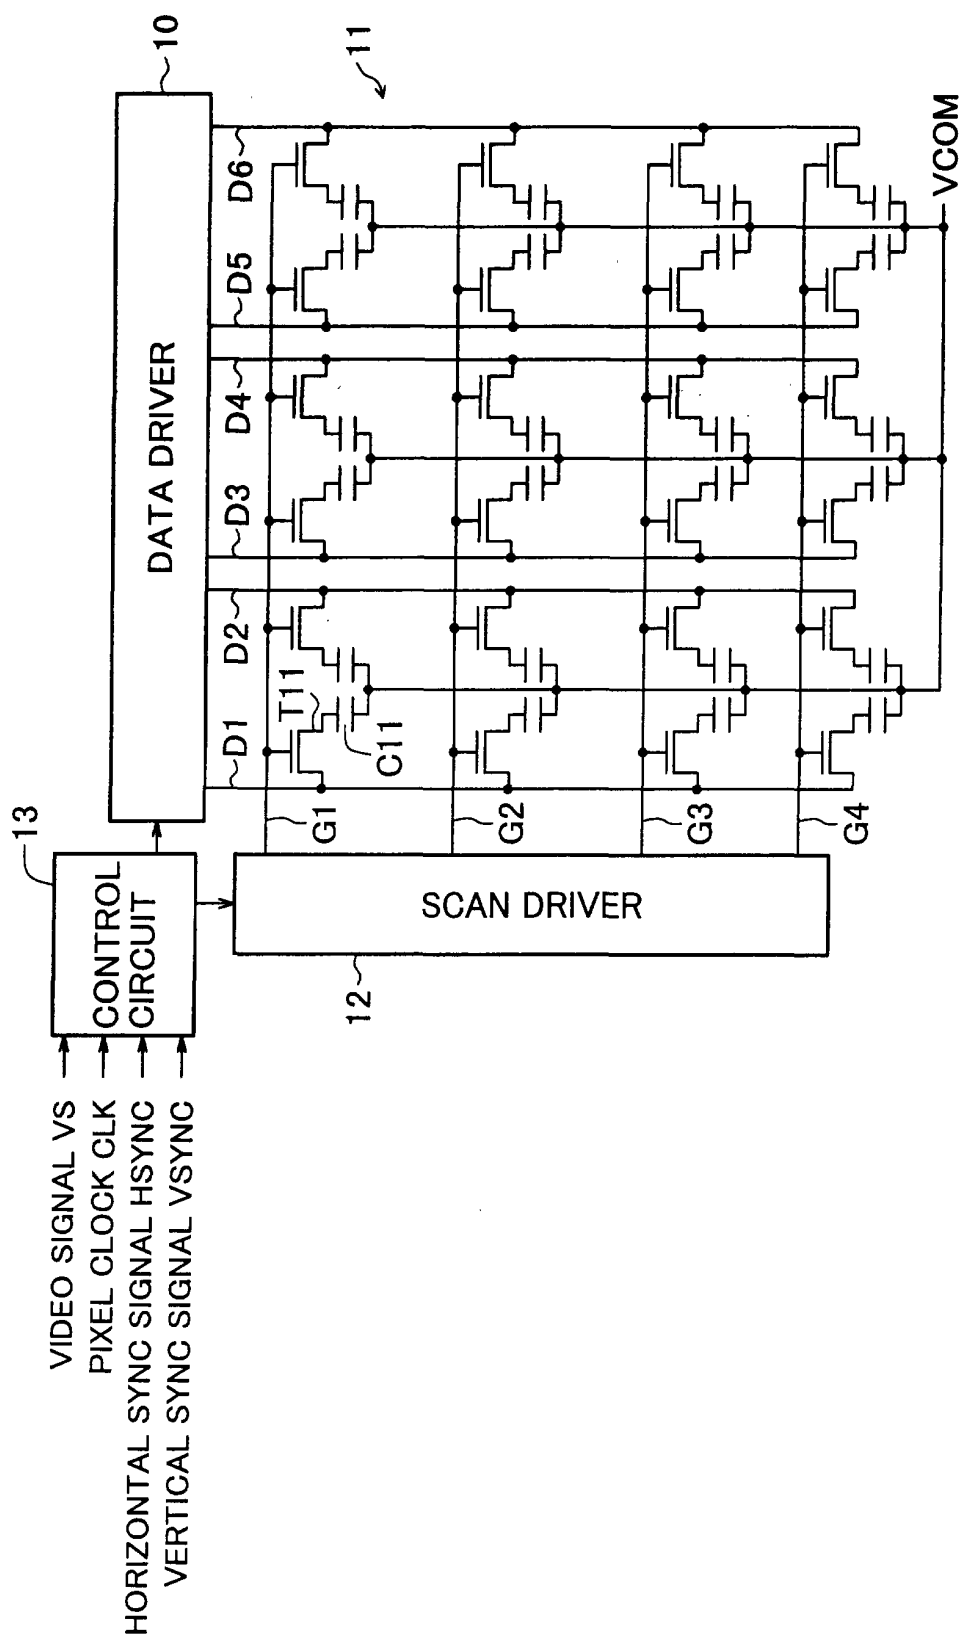 VIDEO SIGNAL VS
PIXEL CLOCK CLK
HORIZONTAL SYNC SIGNAL HSYNC
VERTICAL SYNC SIGNAL VSYNC
13
CONTROL
CIRCUIT
10
DATA DRIVER
12
SCAN DRIVER
D1
D2
D3
D4
D5
D6
11
G1
G2
G3
G4
T11
C11
VCOM